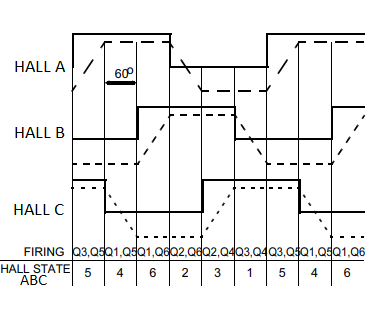 HALL A
60°
HALL B
HALL C
FIRING Q3,Q5 Q1,Q5 Q1,Q6 Q2,Q6 Q2,Q4 Q3,Q4 Q3,Q5 Q1,Q5 Q1,Q6
HALL STATE 5 4 6 2 3 1 5 4 6
ABC